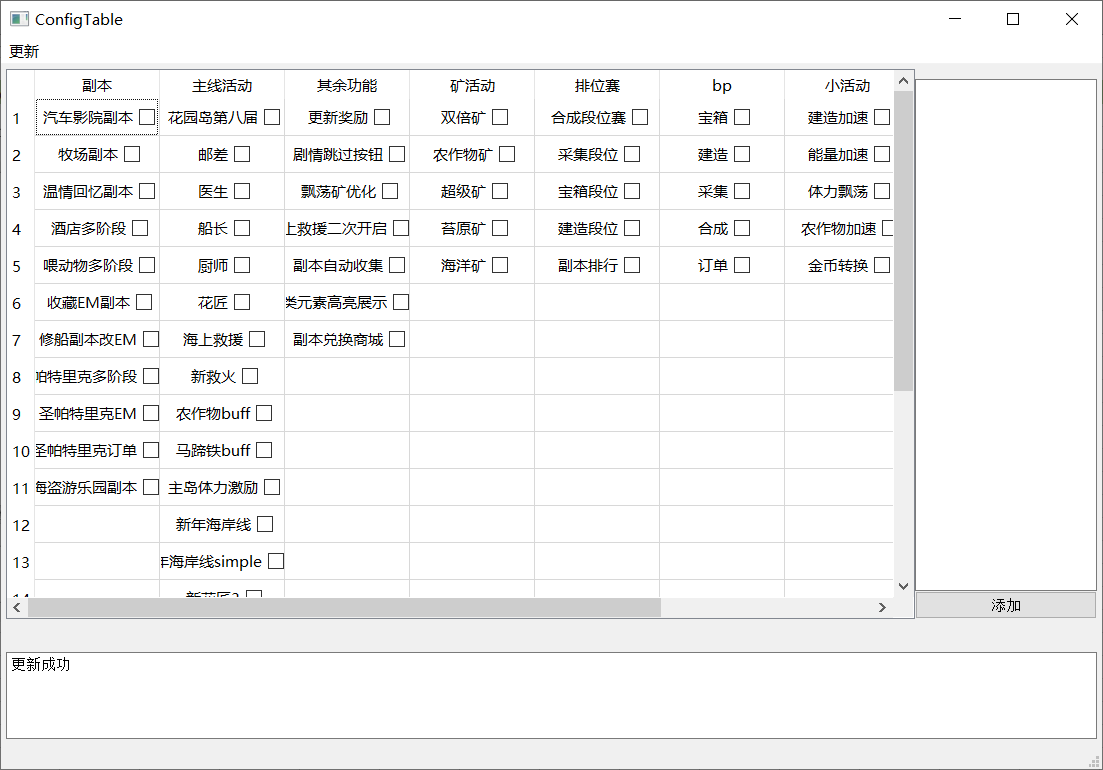 ConfigTable
更新
副本 主线活动 其余功能 矿活动 排位赛 bp 小活动
1 汽车影院副本 花园岛第八届 更新奖励 双倍矿 合成段位赛 宝箱 建造加速
2 牧场副本 邮差 剧情跳过按钮 农作物矿 采集段位 建造 能量加速
3 温情回忆副本 医生 飘荡矿优化 超级矿 宝箱段位 采集 体力飘荡
4 酒店多阶段 船长 上救援二次开启 苔原矿 建造段位 合成 农作物加速
5 喂动物多阶段 厨师 副本自动收集 海洋矿 副本排行 订单 金币转换
6 收藏EM副本 花匠 类元素高亮展示
7 修船副本改EM 海上救援 副本兑换商城
8 帕特里克多阶段 新救火
9 圣帕特里克EM 农作物buff
10 圣帕特里克订单 马蹄铁buff
11 海盗游乐园副本 主岛体力激励
12 新年海岸线
13 年海岸线simple
添加
更新成功